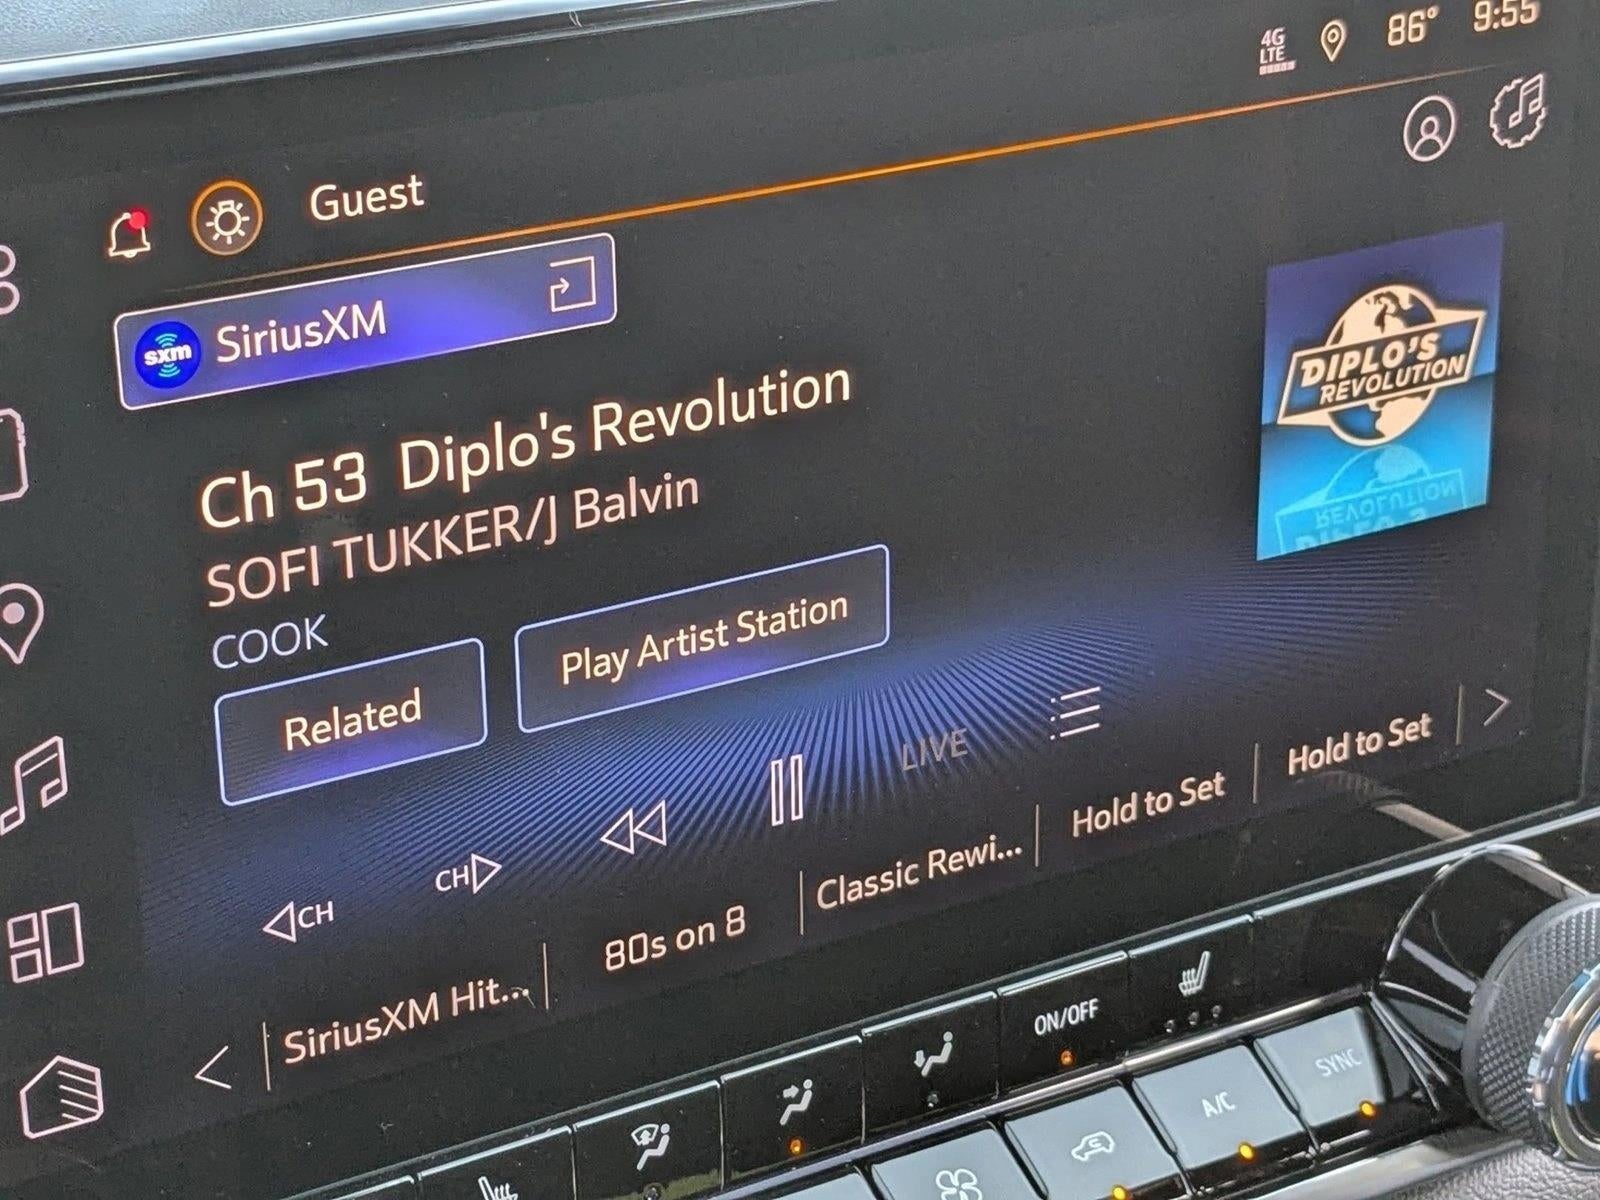 4G
LTE
86° 9:55
Guest
sxm SiriusXM
DIPLO'S
REVOLUTION
REVOLUTION
Ch 53 Diplo's Revolution
SOFI TUKKER/J Balvin
COOK
Related Play Artist Station
CH CH LIVE
SiriusXM Hit... 80s on 8 Classic Rewi... Hold to Set Hold to Set
ON/OFF
A/C SYNC